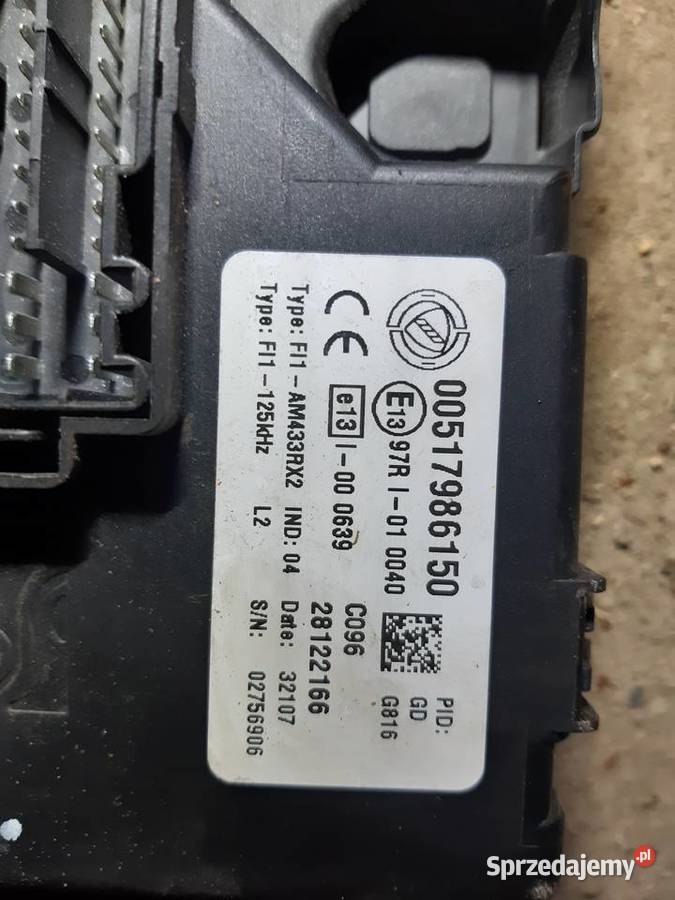 00517986150
PID:
E13 97R I-01 0040
GD
G816
CE e13 I-00 0639
C096
28122166
Type: FI1-AM433RX2 IND: 04 Date: 32107
Type: FI1-125kHz L2 S/N: 02756906
Sprzedajemy.pl